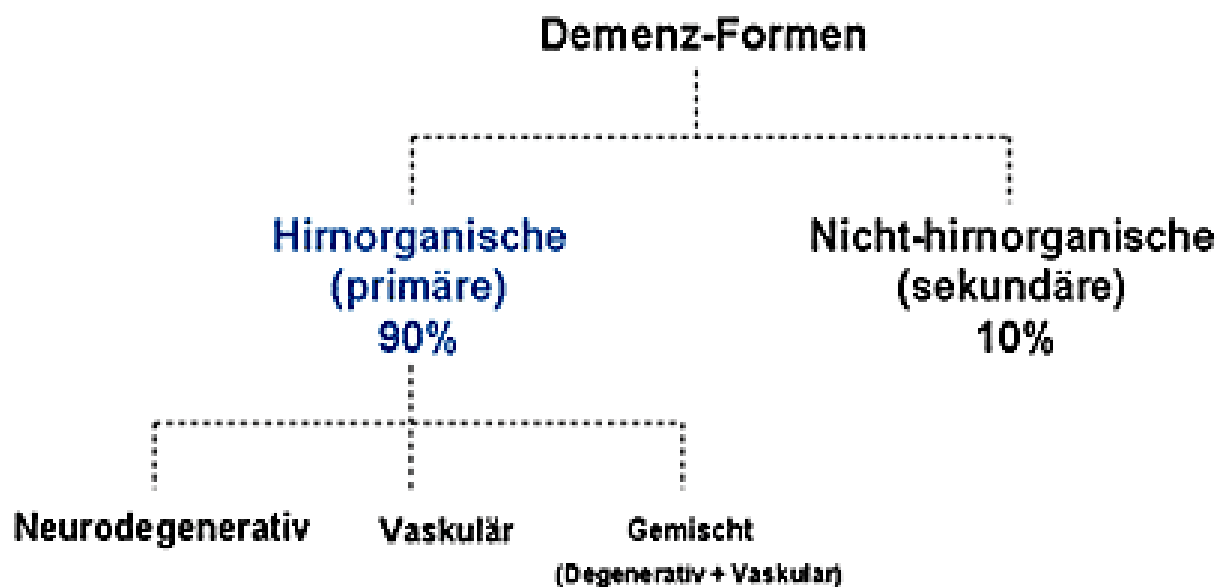 Demenz-Formen
Hirnorganische
(primäre)
90%
Nicht-hirnorganische
(sekundäre)
10%
Neurodegenerativ
Vaskulär
Gemischt
(Degenerativ + Vaskular)